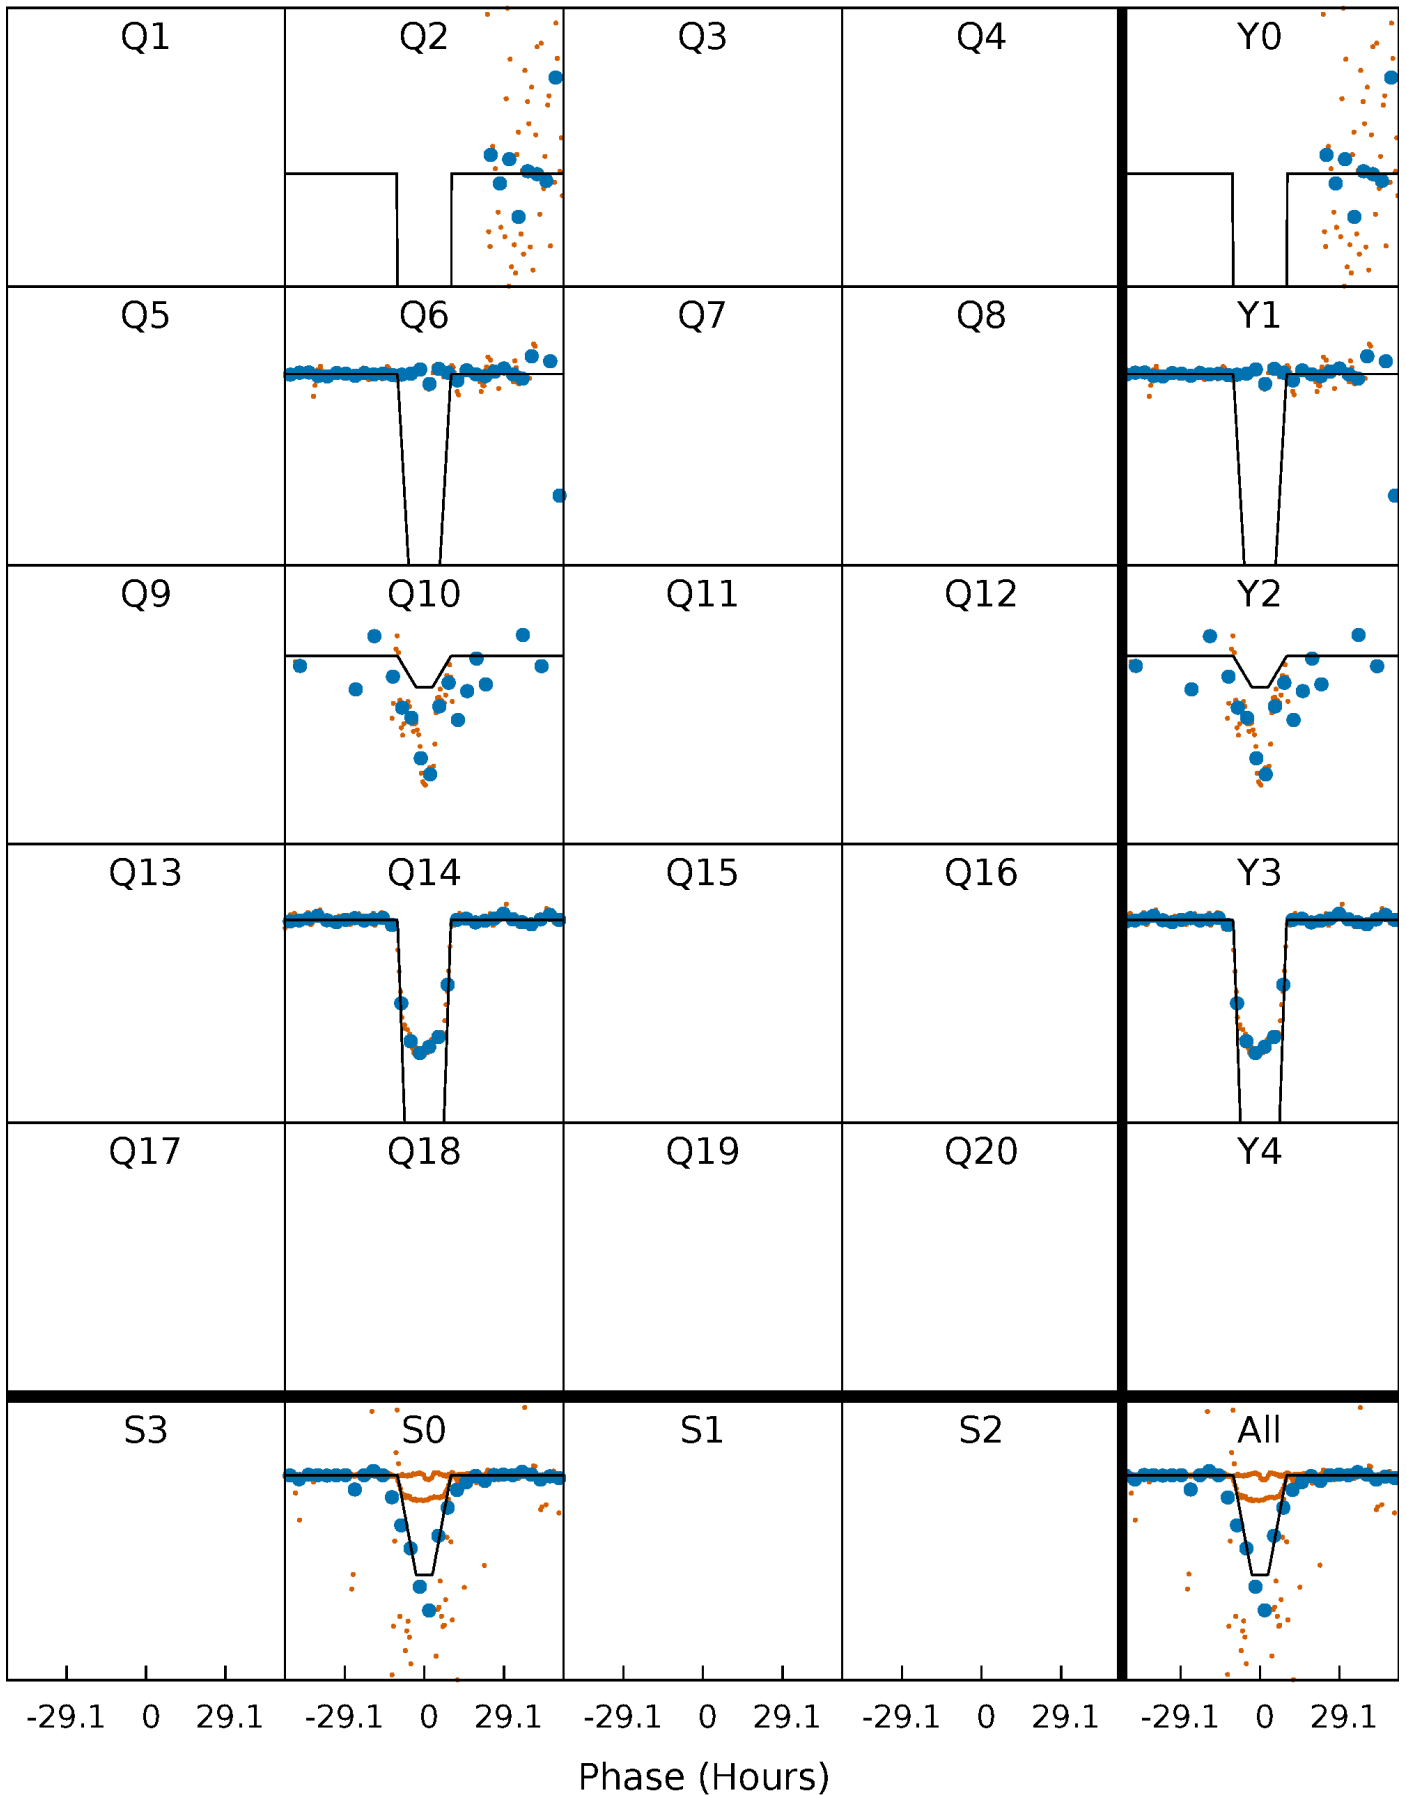 Q1 Q2 Q3 Q4 Y0
Q5 Q6 Q7 Q8 Y1
Q9 Q10 Q11 Q12 Y2
Q13 Q14 Q15 Q16 Y3
Q17 Q18 Q19 Q20 Y4
S3 S0 S1 S2 All
-29.1 0 29.1 -29.1 0 29.1 -29.1 0 29.1 -29.1 0 29.1 -29.1 0 29.1
Phase (Hours)